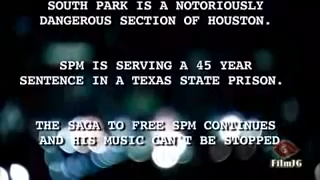 SOUTH PARK IS A NOTORIOUSLY
DANGEROUS SECTION OF HOUSTON.
SPM IS SERVING A 45 YEAR
SENTENCE IN A TEXAS STATE PRISON.
THE SAGA TO FREE SPM CONTINUES
AND HIS MUSIC CAN'T BE STOPPED
FilmJG